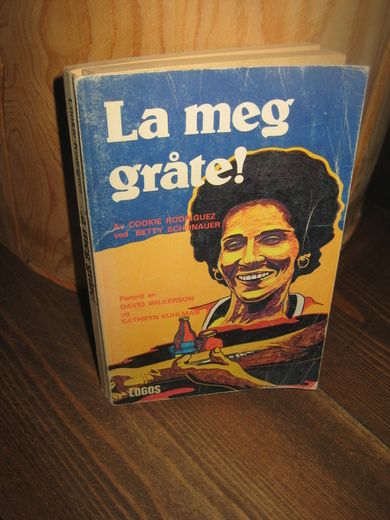 La meg
gråte!
Av COOKIE RODRIGUEZ
ved BETTY SCHONAUER
Forord av
DAVID WILKERSON
og
KATHRYN KUHLMAN
LOGOS